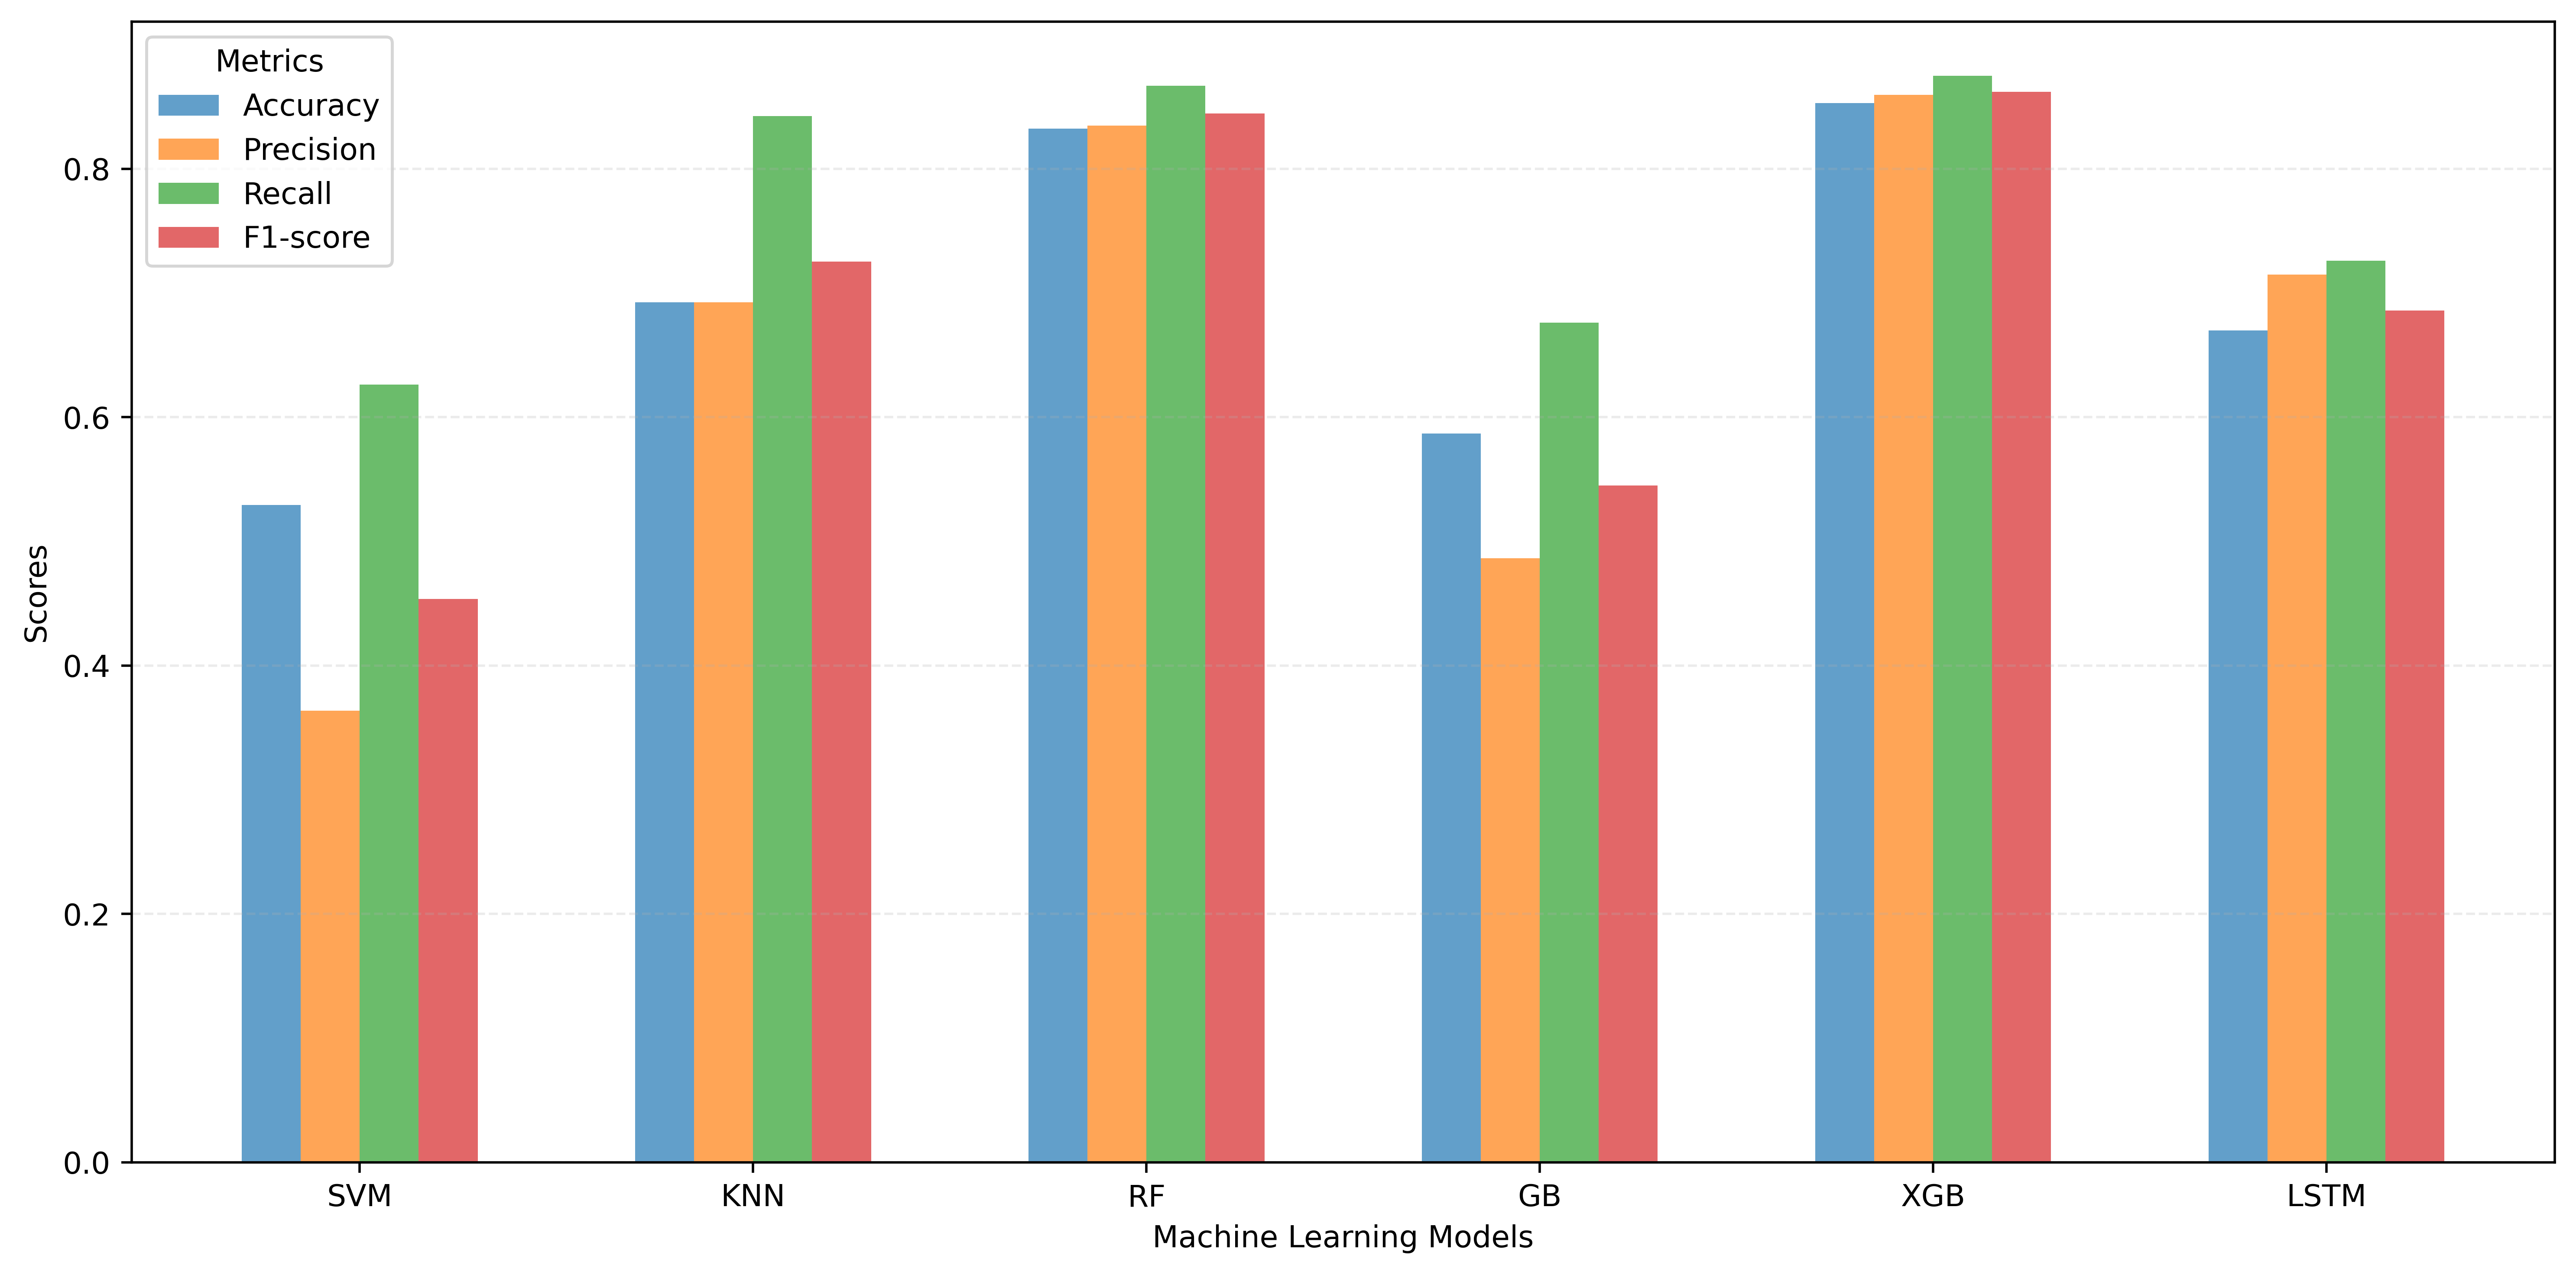 Metrics
Accuracy
Precision
Recall
F1-score
Scores
0.8
0.6
0.4
0.2
0.0
SVM KNN RF GB XGB LSTM
Machine Learning Models